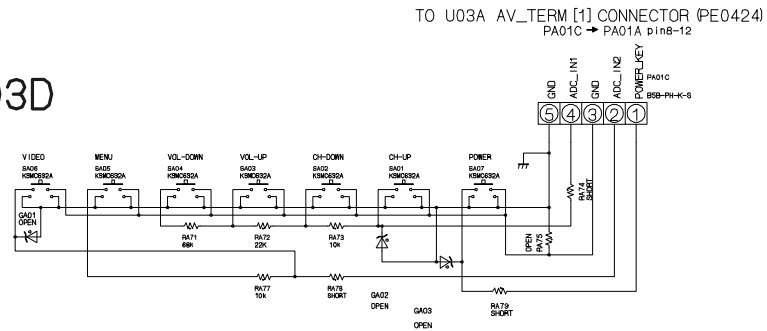 TO U03A AV_TERM [1] CONNECTOR (PE0424)
PA01C → PA01A pin8-12
03D
GND
ADC_IN1
GND
ADC_IN2
POWER_KEY
PA01C
B5B-PH-K-S
5 4 3 2 1
VIDEO MENU VOL-DOWN VOL-UP CH-DOWN CH-UP POWER
SA06 SA05 SA04 SA03 SA02 SA01 SA07
KSMC632A KSMC632A KSMC632A KSMC632A KSMC632A KSMC632A KSMC632A
RA74
SHORT
GA01
OPEN
RA71
68k
RA72
22K
RA73
10k
OPEN
RA75
RA77
10k
RA78
SHORT
GA02
OPEN
GA03
OPEN
RA79
SHORT